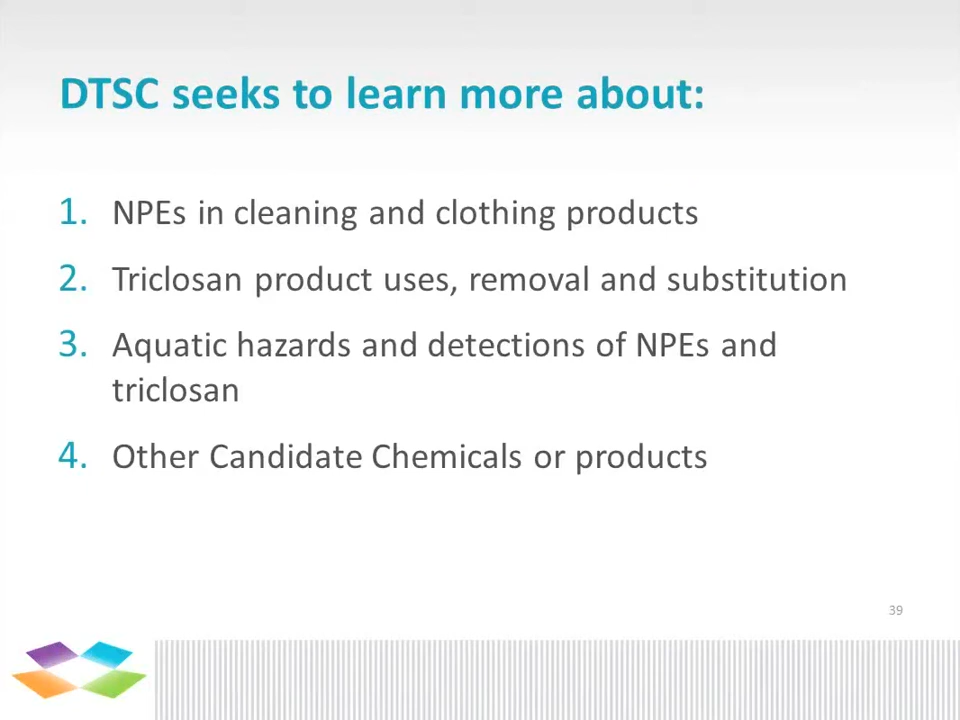 DTSC seeks to learn more about:
1. NPEs in cleaning and clothing products
2. Triclosan product uses, removal and substitution
3. Aquatic hazards and detections of NPEs and
triclosan
4. Other Candidate Chemicals or products
39